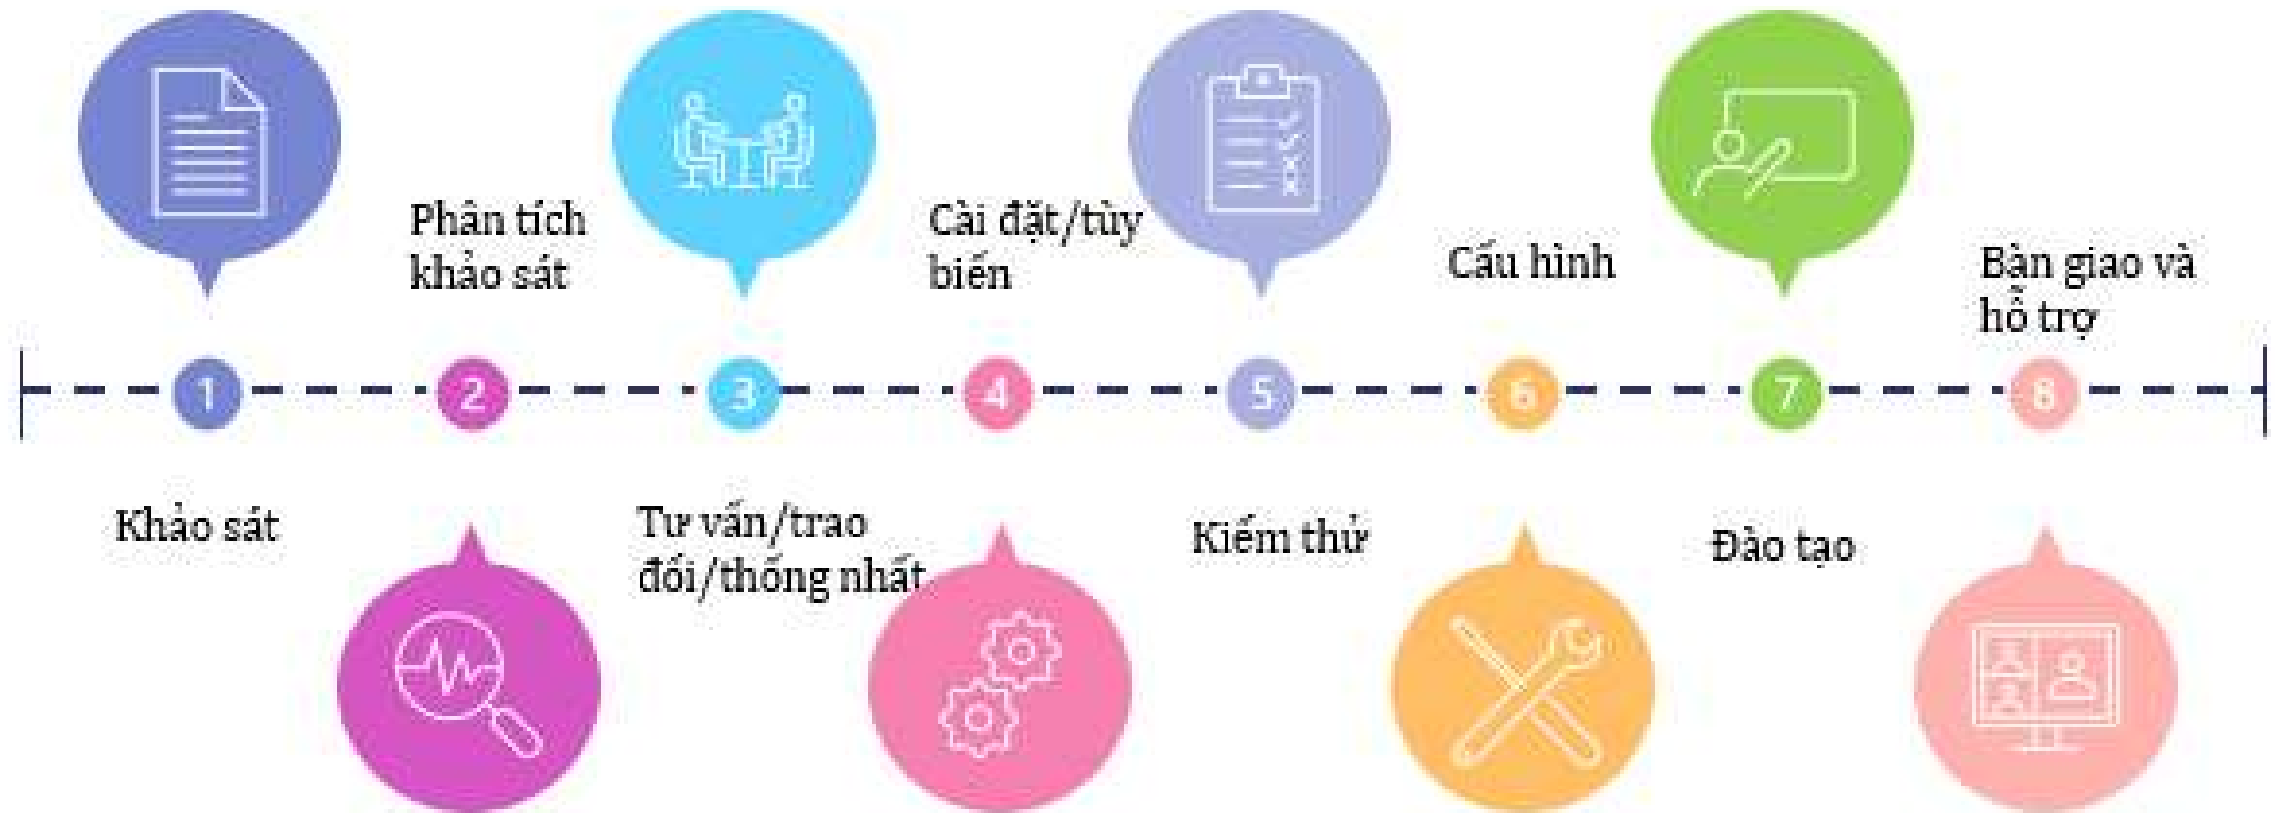 1
Khảo sát
2
Phân tích
khảo sát
3
Tư vấn/trao
đổi/thống nhất
4
Cài đặt/tùy
biến
5
Kiểm thử
6
Cấu hình
7
Đào tạo
8
Bàn giao và
hỗ trợ